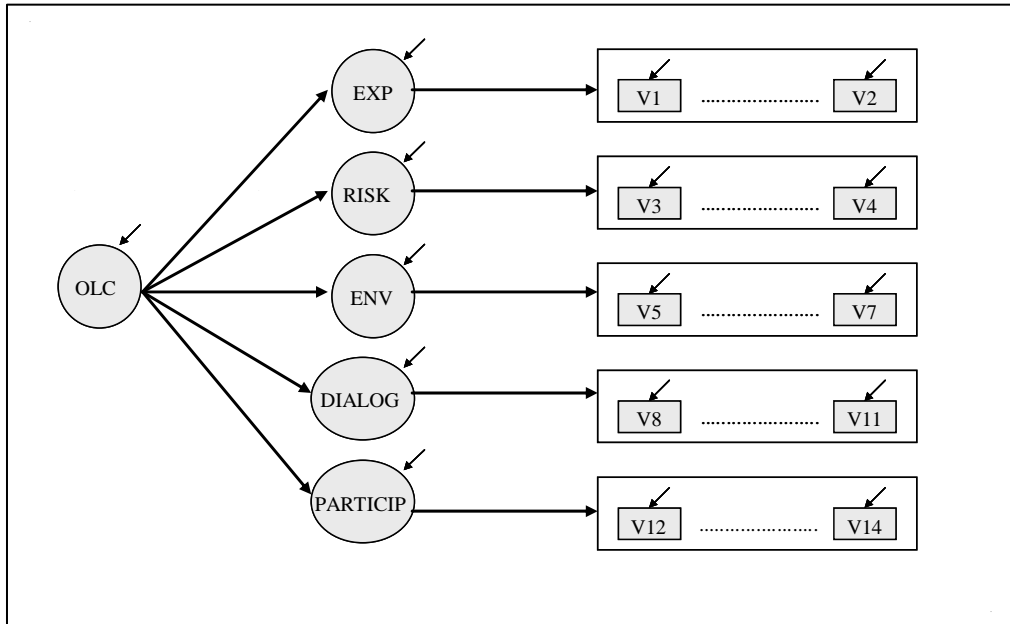 EXP
V1 ........................ V2
RISK
V3 ........................ V4
OLC
ENV
V5 ........................ V7
DIALOG
V8 ........................ V11
PARTICIP
V12 ........................ V14